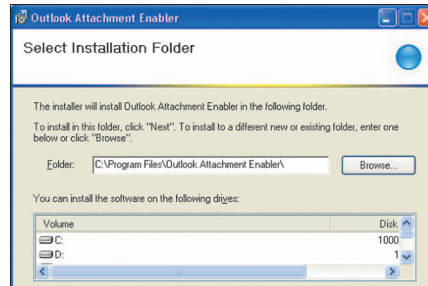 Outlook Attachment Enabler
Select Installation Folder
The installer will install Outlook Attachment Enabler in the following folder.
To install in this folder, click "Next". To install to a different new or existing folder, enter one
below or click "Browse".
Folder: C:\Program Files\Outlook Attachment Enabler\ Browse...
You can install the software on the following drives:
Volume Disk
C: 1000
D: 1